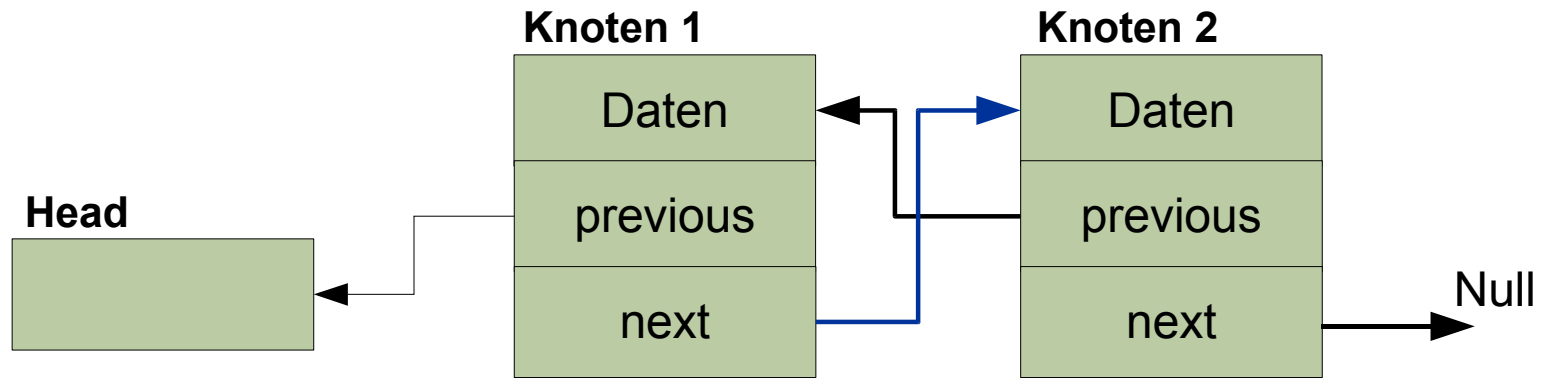 Knoten 1
Knoten 2
Daten
Daten
Head
previous
previous
next
next
Null